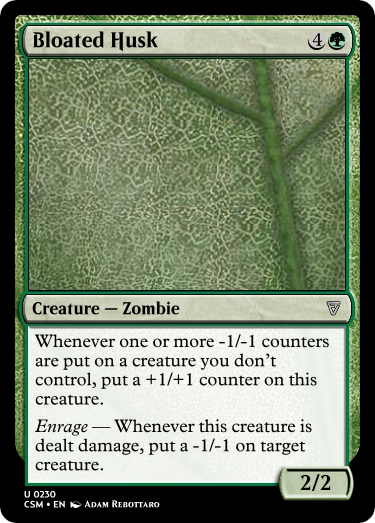 Bloated Husk 4
Creature — Zombie
Whenever one or more -1/-1 counters
are put on a creature you don't
control, put a +1/+1 counter on this
creature.
Enrage — Whenever this creature is
dealt damage, put a -1/-1 on target
creature.
2/2
U 0230
CSM • EN Adam Rebottaro